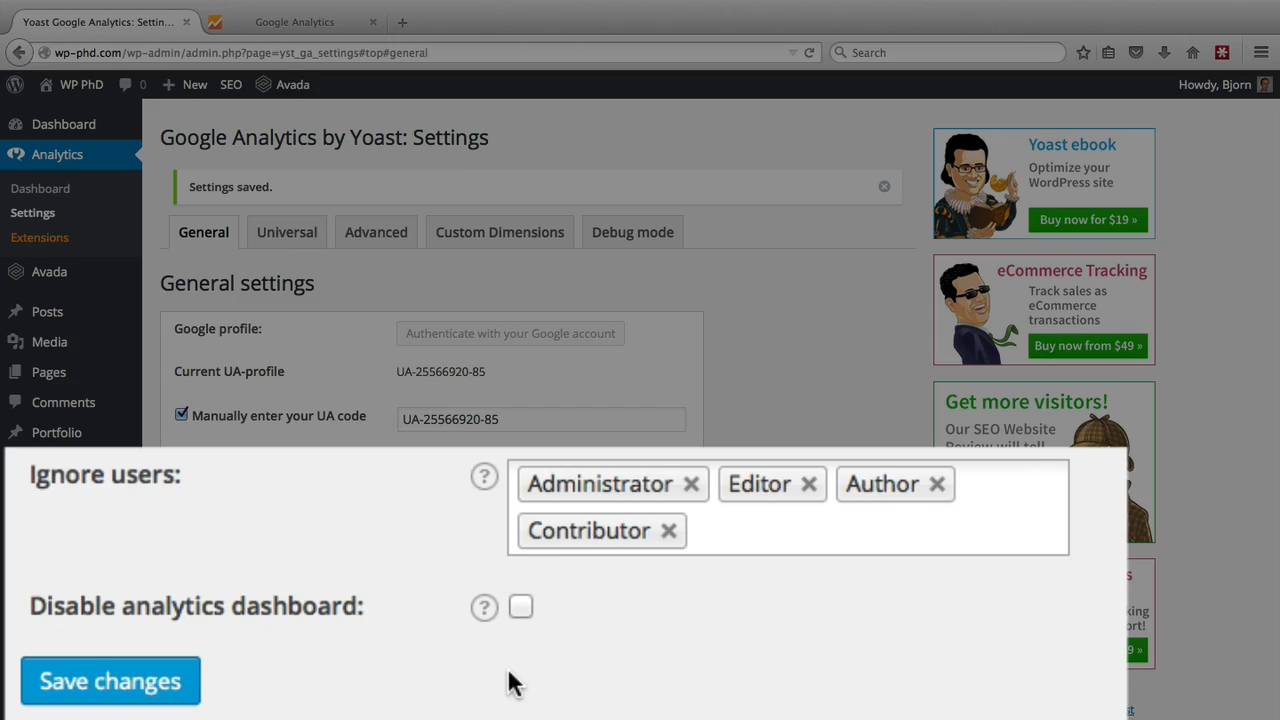 Yoast Google Analytics: Settin...
Google Analytics
wp-phd.com/wp-admin/admin.php?page=yst_ga_settings#top#general
Search
WP PhD
0
New
SEO
Avada
Howdy, Bjorn
Dashboard
Analytics
Dashboard
Settings
Extensions
Avada
Posts
Media
Pages
Comments
Portfolio
Google Analytics by Yoast: Settings
Settings saved.
General
Universal
Advanced
Custom Dimensions
Debug mode
General settings
Google profile:
Authenticate with your Google account
Current UA-profile
UA-25566920-85
Manually enter your UA code
UA-25566920-85
Ignore users:
?
Administrator
Editor
Author
Contributor
Disable analytics dashboard:
?
Save changes
Yoast ebook
Optimize your
WordPress site
Buy now for $19 »
eCommerce Tracking
Track sales as
eCommerce
transactions
Buy now from $49 »
Get more visitors!
Our SEO Website
Review will tell